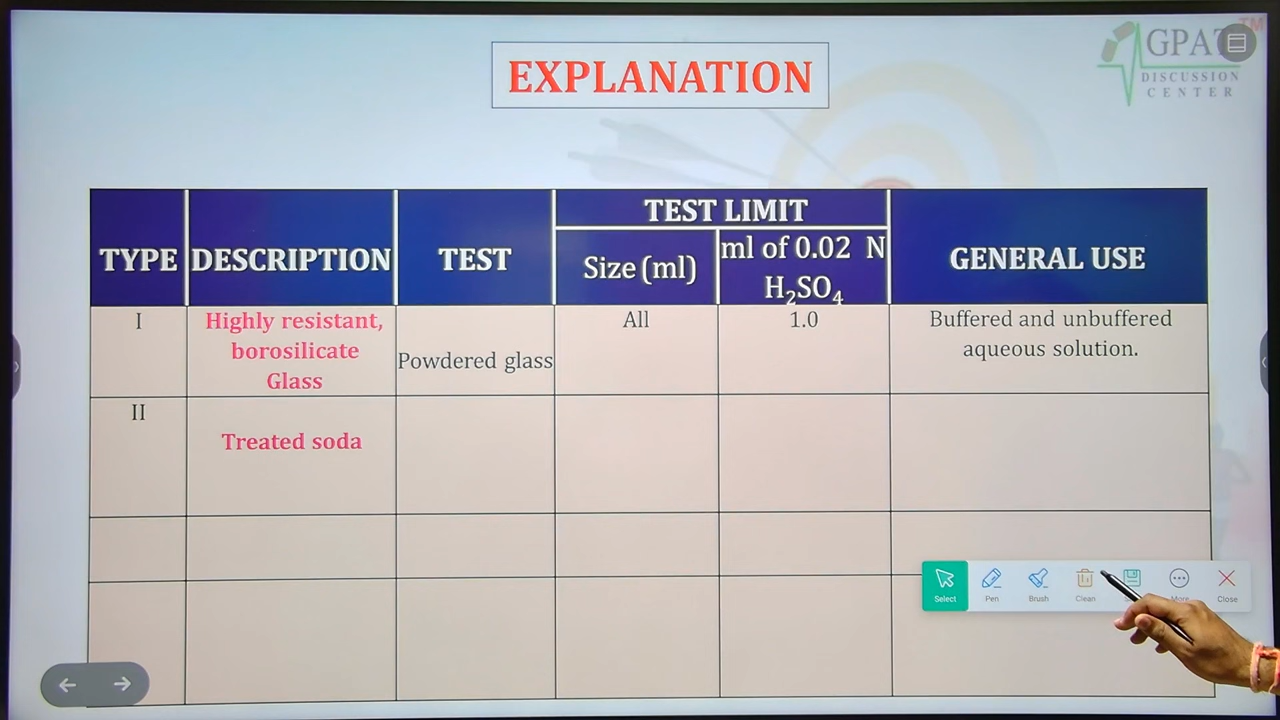 TM
GPAT
DISCUSSION
CENTER
EXPLANATION
TYPE
DESCRIPTION
TEST
TEST LIMIT
Size (ml)
ml of 0.02 N
H₂SO₄
GENERAL USE
I
Highly resistant,
borosilicate
Glass
Powdered glass
All
1.0
Buffered and unbuffered
aqueous solution.
II
Treated soda
Select
Pen
Brush
Clean
More
Close